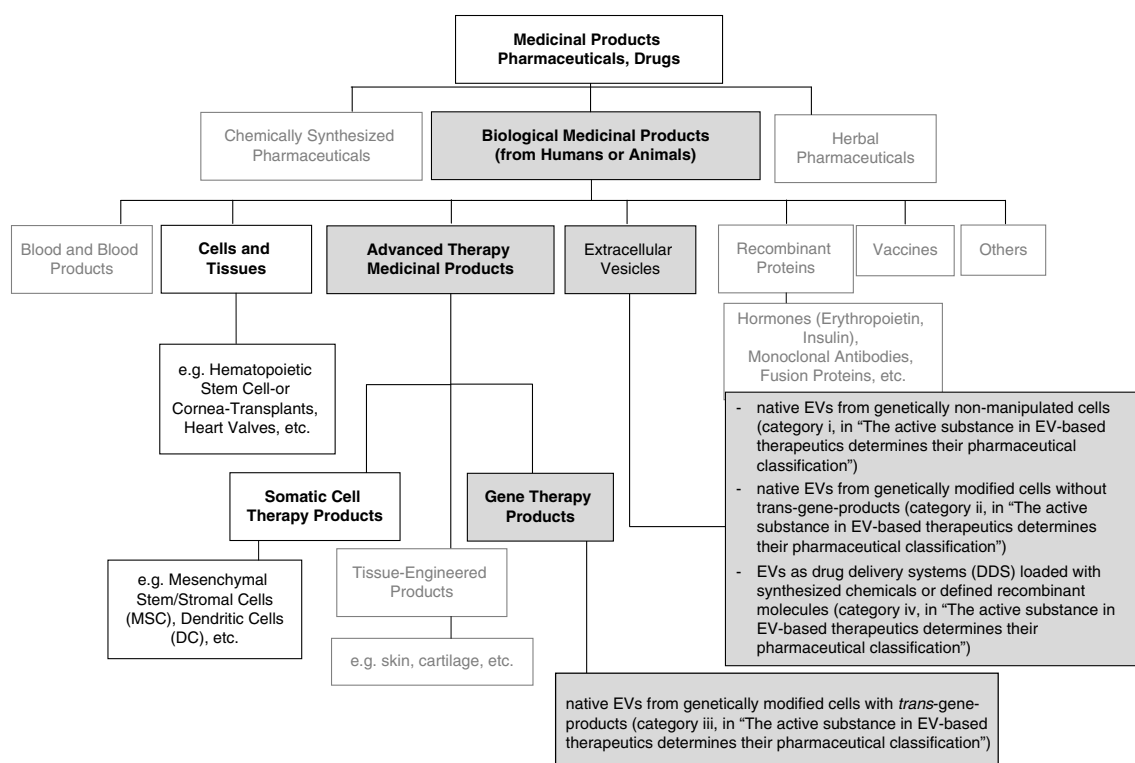 Medicinal Products
Pharmaceuticals, Drugs
Chemically Synthesized
Pharmaceuticals
Biological Medicinal Products
(from Humans or Animals)
Herbal
Pharmaceuticals
Blood and Blood
Products
Cells and
Tissues
Advanced Therapy
Medicinal Products
Extracellular
Vesicles
Recombinant
Proteins
Vaccines
Others
Hormones (Erythropoietin,
Insulin),
Monoclonal Antibodies,
Fusion Proteins, etc.
e.g. Hematopoietic
Stem Cell-or
Cornea-Transplants,
Heart Valves, etc.
- native EVs from genetically non-manipulated cells
(category i, in “The active substance in EV-based
therapeutics determines their pharmaceutical
classification”)
- native EVs from genetically modified cells without
trans-gene-products (category ii, in “The active
substance in EV-based therapeutics determines
their pharmaceutical classification”)
- EVs as drug delivery systems (DDS) loaded with
synthesized chemicals or defined recombinant
molecules (category iv, in “The active substance in
EV-based therapeutics determines their
pharmaceutical classification”)
Somatic Cell
Therapy Products
Gene Therapy
Products
Tissue-Engineered
Products
e.g. Mesenchymal
Stem/Stromal Cells
(MSC), Dendritic Cells
(DC), etc.
e.g. skin, cartilage, etc.
native EVs from genetically modified cells with trans-gene-
products (category iii, in “The active substance in EV-based
therapeutics determines their pharmaceutical classification”)